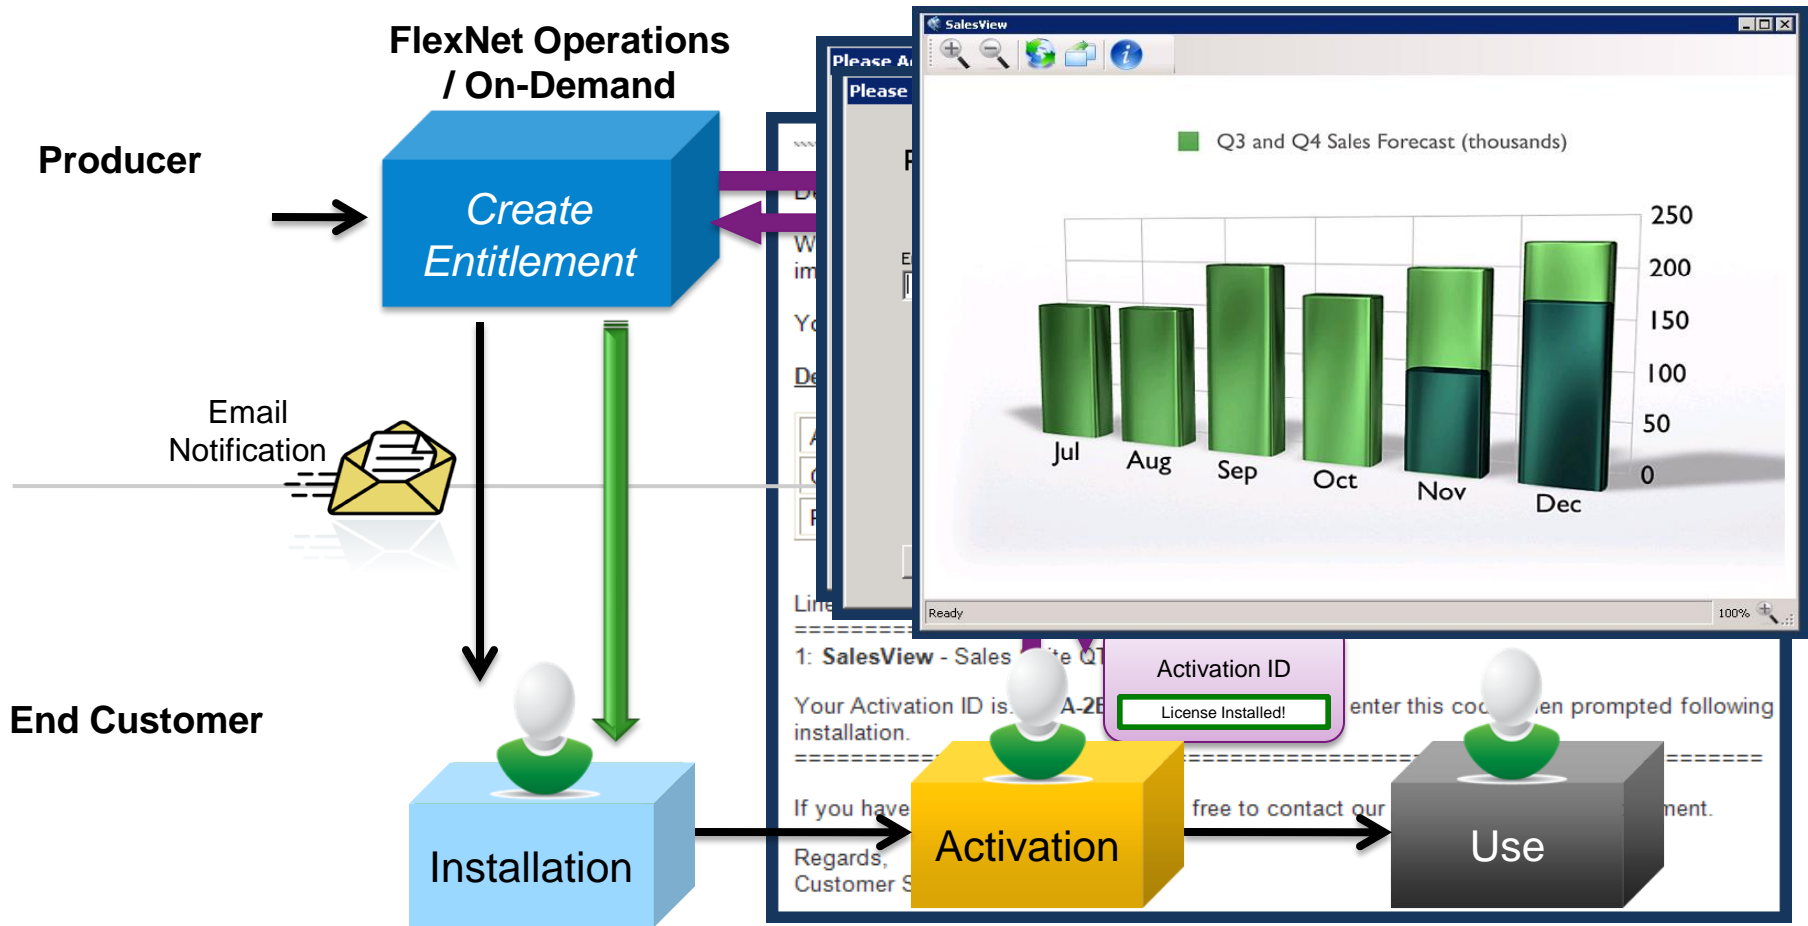 FlexNet Operations
/ On-Demand
Producer
Create
Entitlement
Email
Notification
End Customer
Installation
Activation
Use
Please
Please
SalesView
Q3 and Q4 Sales Forecast (thousands)
250
200
150
100
50
0
Jul
Aug
Sep
Oct
Nov
Dec
Ready
100%
Activation ID
License Installed!
1: SalesView - Sales
Your Activation ID is
enter this
prompted following
installation.
If you have
free to contact our
Regards,
Customer